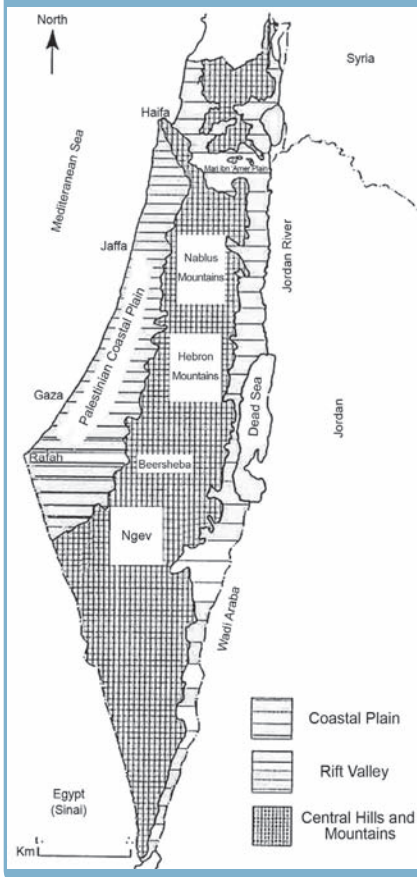 North
Syria
Haifa
Mediteranean Sea
Marj Ibn 'Amer Plain
Jaffa
Nablus
Mountains
Jordan River
Palestinian Coastal Plain
Hebron
Mountains
Gaza
Dead Sea
Jordan
Rafah
Beersheba
Ngev
Wadi Araba
Coastal Plain
Rift Valley
Egypt
(Sinai)
Central Hills and
Mountains
Km